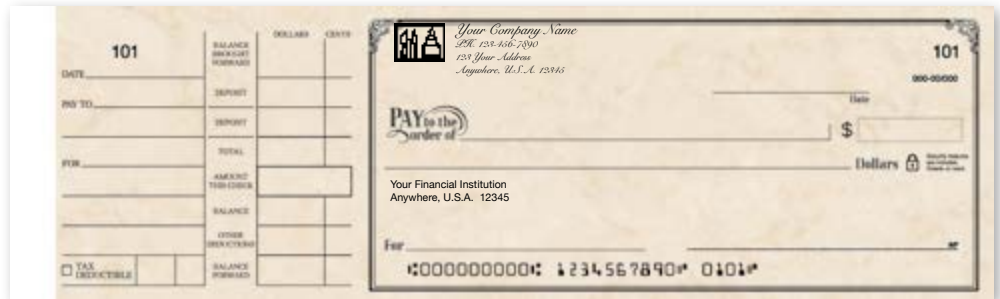 101
DATE
PAY TO
FOR
TAX
DEDUCTIBLE
DOLLARS CENTS
BALANCE
BROUGHT
FORWARD
DEPOSIT
DEPOSIT
TOTAL
AMOUNT
THIS CHECK
BALANCE
OTHER
DEDUCTIONS
BALANCE
FORWARD
Your Company Name
PH. 123-456-7890
123 Your Address
Anywhere, U.S.A. 12345
101
000-00/000
Date
PAY to the
order of
$
Dollars
Your Financial Institution
Anywhere, U.S.A. 12345
For
⑆000000000⑆ 1234567890⑈ 0101⑈